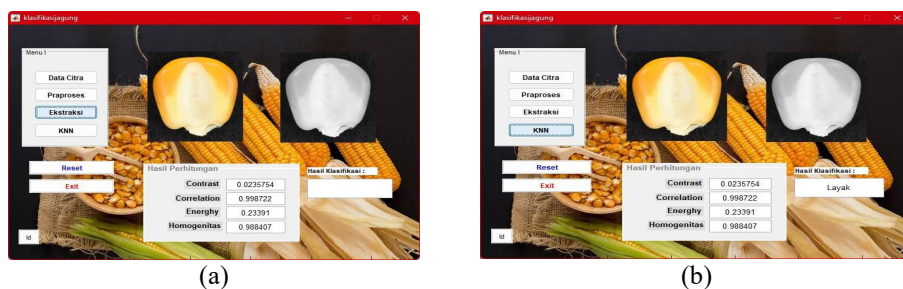 klasifikasijagung
Menu I
Data Citra
Praproses
Ekstraksi
KNN
Reset
Exit
Hasil Perhitungan
Contrast 0.0235754
Correlation 0.998722
Energhy 0.23391
Homogenitas 0.988407
Hasil Klasifikasi :
Id
(a)
klasifikasijagung
Menu I
Data Citra
Praproses
Ekstraksi
KNN
Reset
Exit
Hasil Perhitungan
Contrast 0.0235754
Correlation 0.998722
Energhy 0.23391
Homogenitas 0.988407
Hasil Klasifikasi :
Layak
Id
(b)